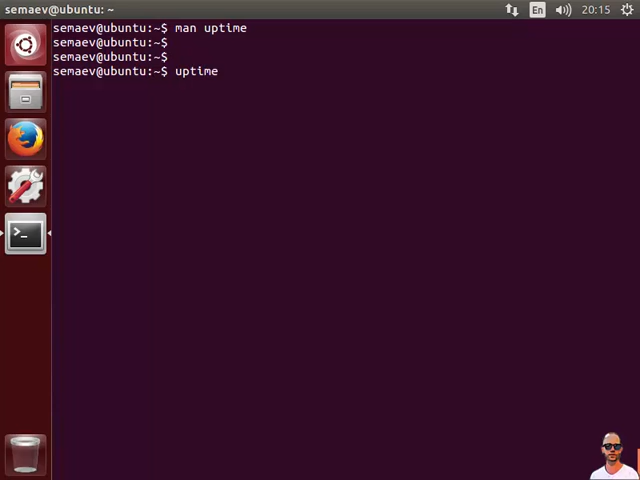 semaev@ubuntu: ~
En
20:15
semaev@ubuntu:~$ man uptime
semaev@ubuntu:~$
semaev@ubuntu:~$
semaev@ubuntu:~$ uptime
>_